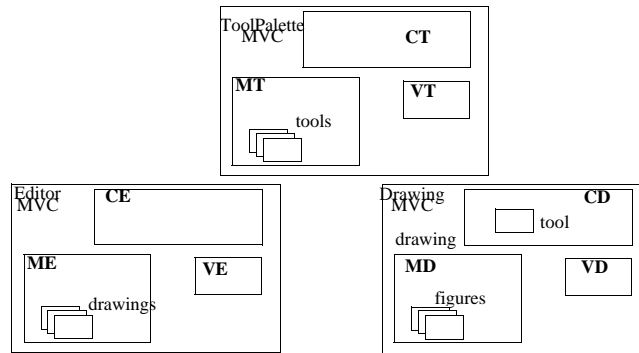 ToolPalette
MVC
CT
MT
VT
tools
Editor
MVC
CE
ME
VE
drawings
Drawing
MVC
CD
tool
drawing
MD
VD
figures